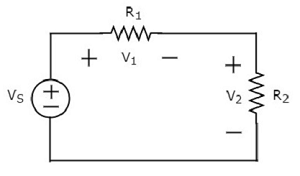 R1
+ V1 −
+
VS + −
V2
R2
−